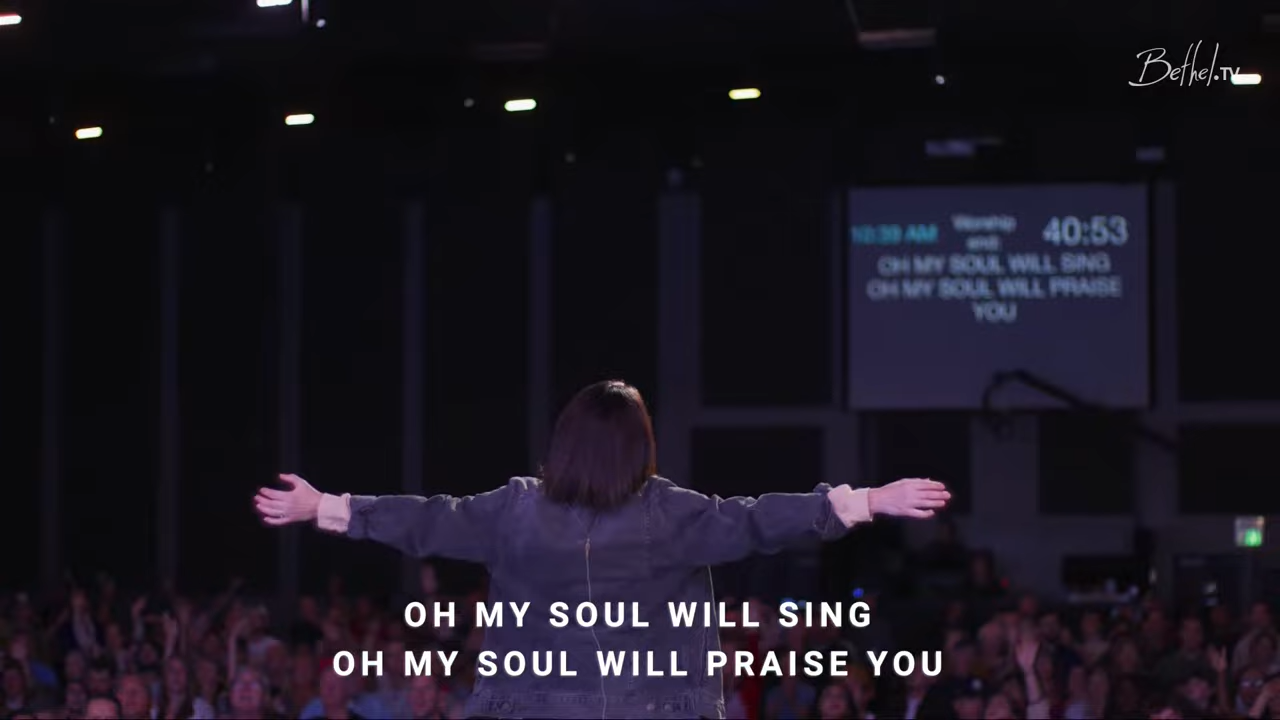 Bethel.TV
10:39 AM Worship 40:53
end:
OH MY SOUL WILL SING
OH MY SOUL WILL PRAISE
YOU
OH MY SOUL WILL SING
OH MY SOUL WILL PRAISE YOU